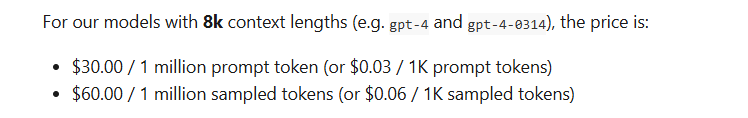 For our models with 8k context lengths (e.g. gpt-4 and gpt-4-0314), the price is:
• $30.00 / 1 million prompt token (or $0.03 / 1K prompt tokens)
• $60.00 / 1 million sampled tokens (or $0.06 / 1K sampled tokens)